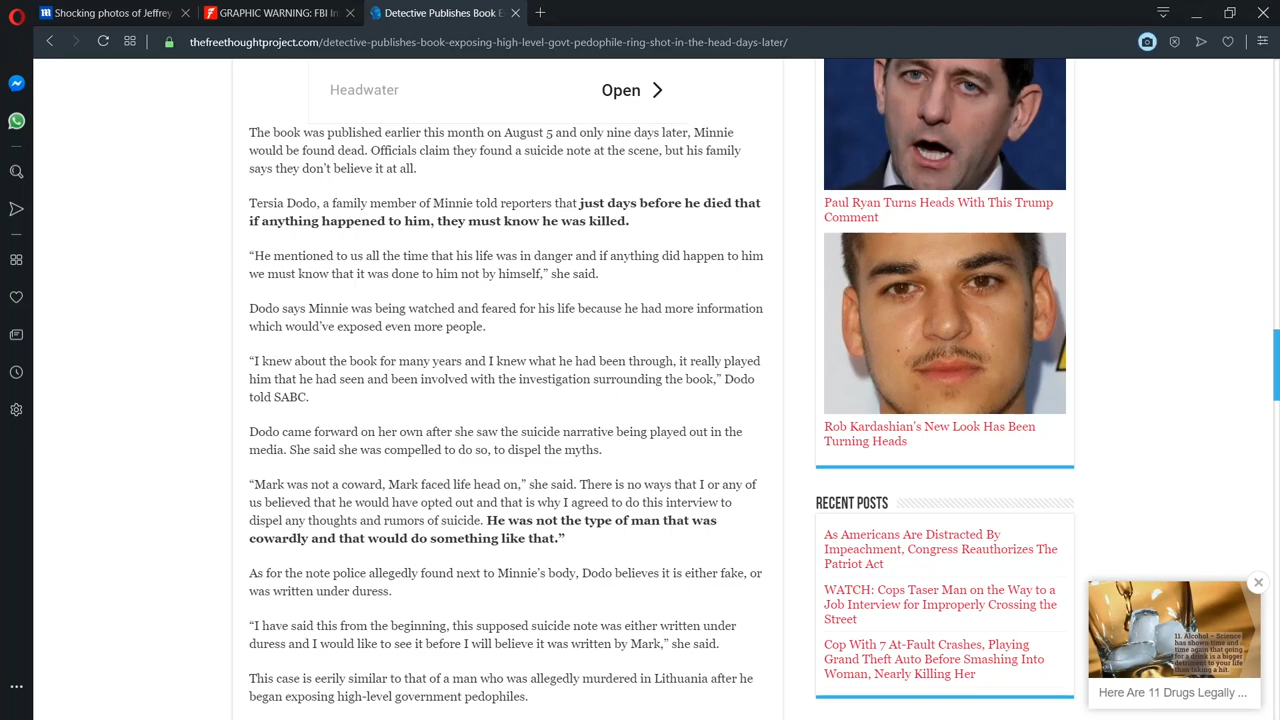 Shocking photos of Jeffrey
GRAPHIC WARNING: FBI In
Detective Publishes Book E
thefreethoughtproject.com/detective-publishes-book-exposing-high-level-govt-pedophile-ring-shot-in-the-head-days-later/
Headwater
Open
The book was published earlier this month on August 5 and only nine days later, Minnie
would be found dead. Officials claim they found a suicide note at the scene, but his family
says they don’t believe it at all.
Tersia Dodo, a family member of Minnie told reporters that just days before he died that
if anything happened to him, they must know he was killed.
“He mentioned to us all the time that his life was in danger and if anything did happen to him
we must know that it was done to him not by himself,” she said.
Dodo says Minnie was being watched and feared for his life because he had more information
which would’ve exposed even more people.
“I knew about the book for many years and I knew what he had been through, it really played
him that he had seen and been involved with the investigation surrounding the book,” Dodo
told SABC.
Dodo came forward on her own after she saw the suicide narrative being played out in the
media. She said she was compelled to do so, to dispel the myths.
“Mark was not a coward, Mark faced life head on,” she said. There is no ways that I or any of
us believed that he would have opted out and that is why I agreed to do this interview to
dispel any thoughts and rumors of suicide. He was not the type of man that was
cowardly and that would do something like that.”
As for the note police allegedly found next to Minnie’s body, Dodo believes it is either fake, or
was written under duress.
“I have said this from the beginning, this supposed suicide note was either written under
duress and I would like to see it before I will believe it was written by Mark,” she said.
This case is eerily similar to that of a man who was allegedly murdered in Lithuania after he
began exposing high-level government pedophiles.
Paul Ryan Turns Heads With This Trump
Comment
Rob Kardashian's New Look Has Been
Turning Heads
RECENT POSTS
As Americans Are Distracted By
Impeachment, Congress Reauthorizes The
Patriot Act
WATCH: Cops Taser Man on the Way to a
Job Interview for Improperly Crossing the
Street
Cop With 7 At-Fault Crashes, Playing
Grand Theft Auto Before Smashing Into
Woman, Nearly Killing Her
11. Alcohol – Science
has shown time and
time again that going
for a drink is a bigger
detriment to your life
than taking a hit.
Here Are 11 Drugs Legally ...